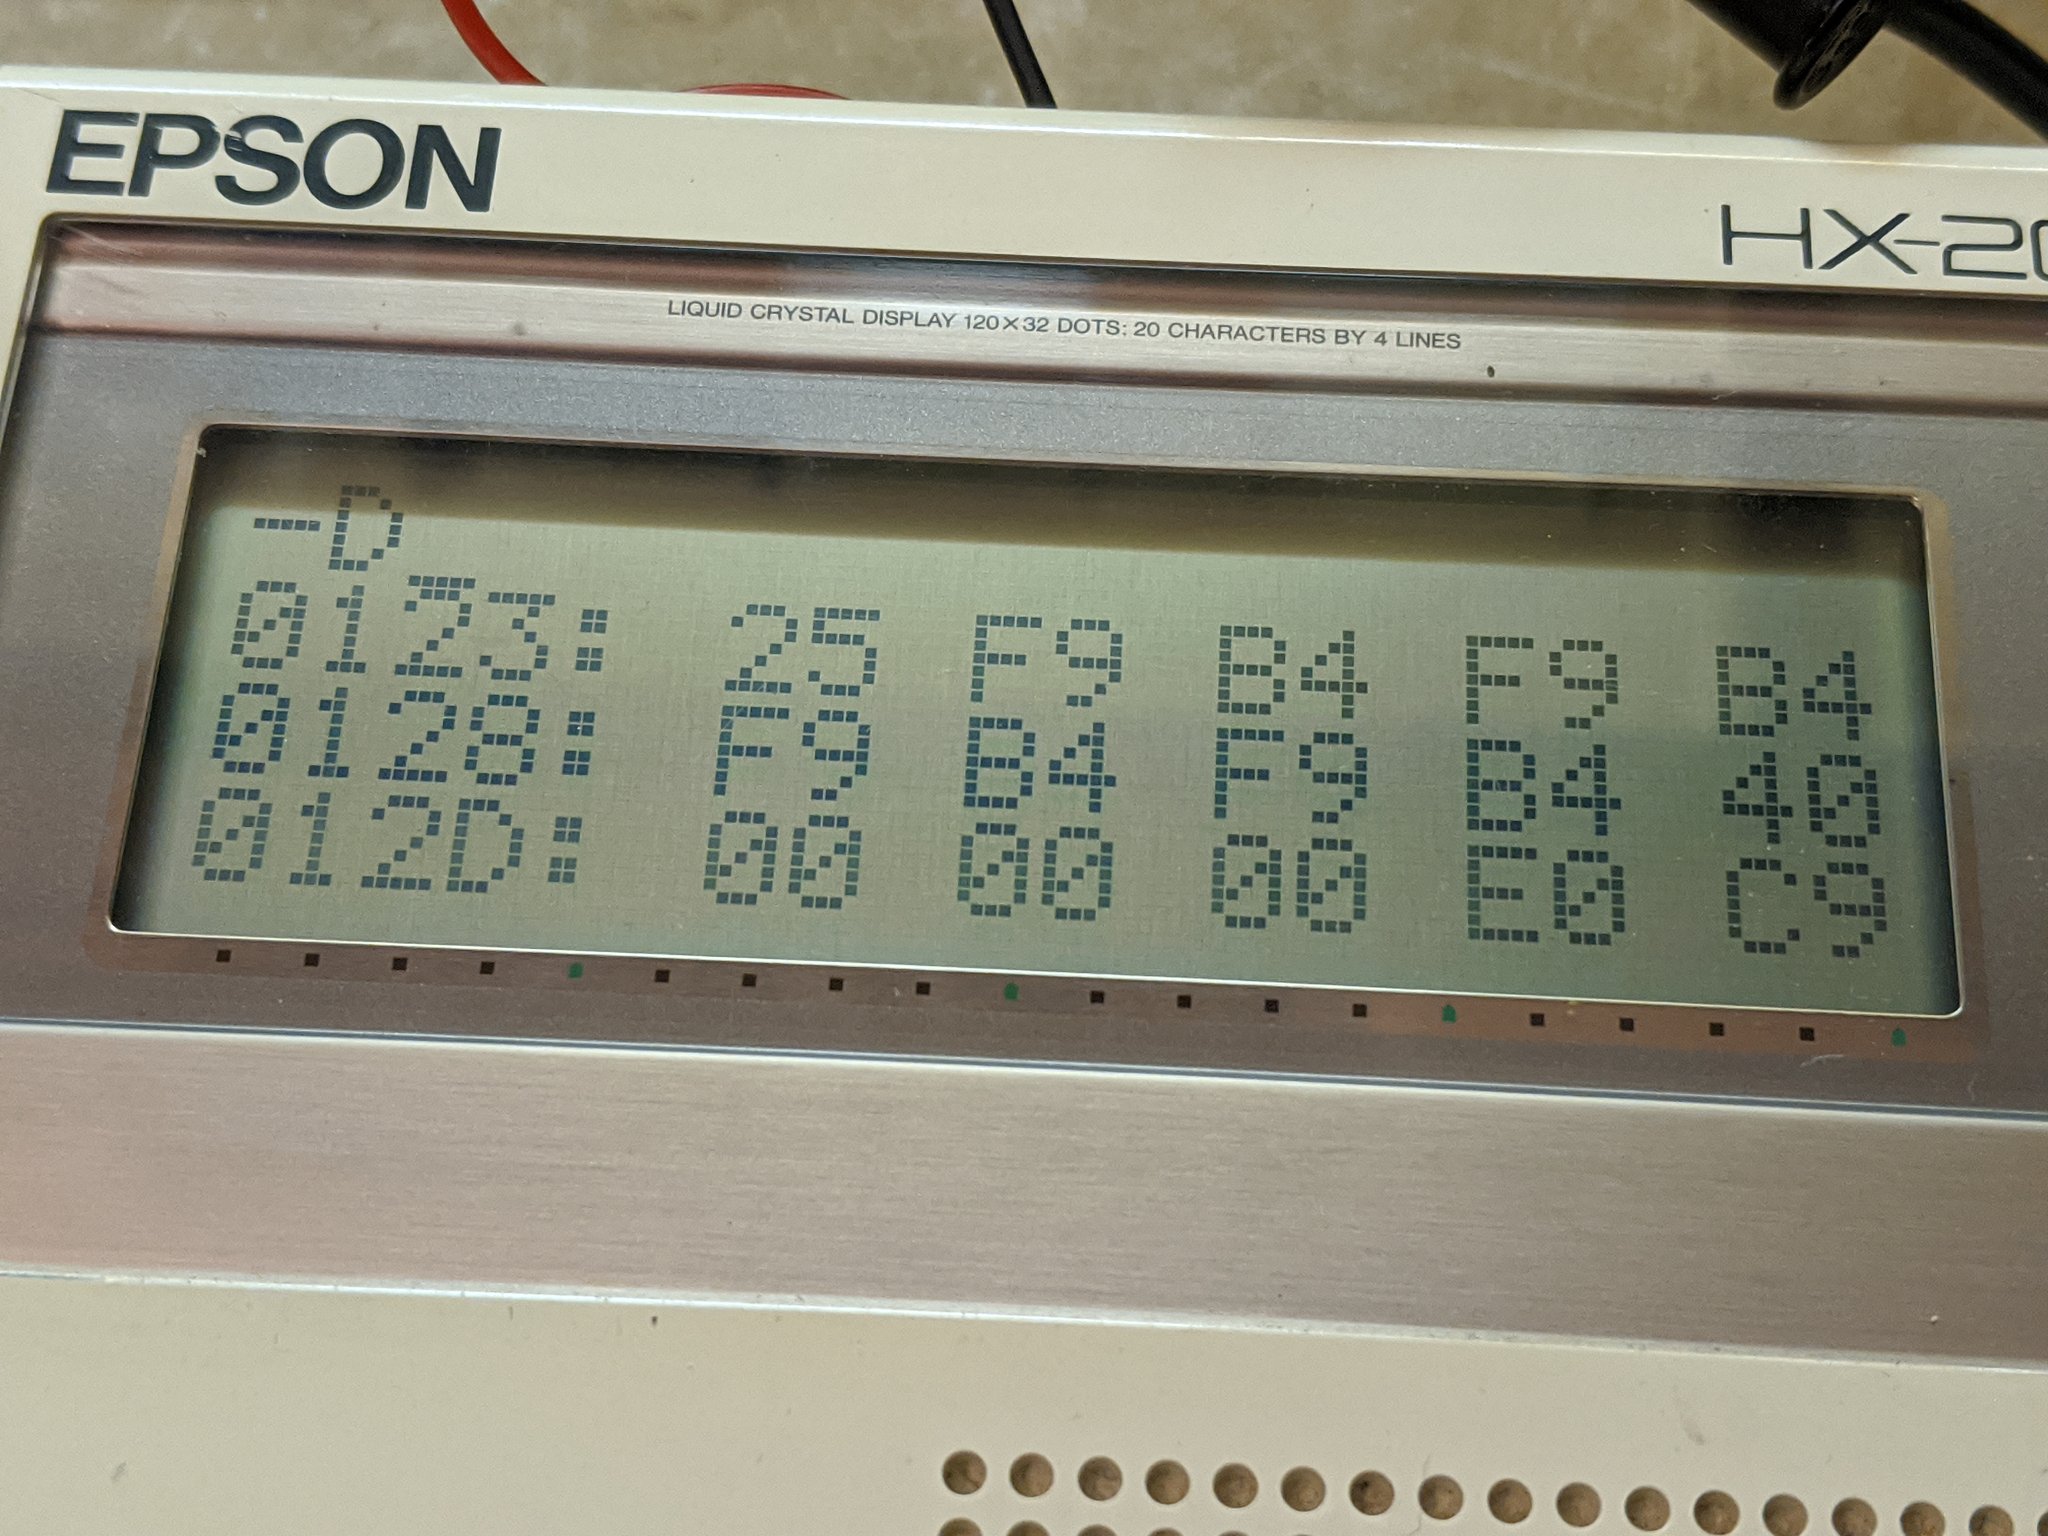 EPSON
HX-20
LIQUID CRYSTAL DISPLAY 120×32 DOTS: 20 CHARACTERS BY 4 LINES
-D
0123: 25 F9 B4 F9 B4
0128: F9 B4 F9 B4 40
012D: 00 00 00 E0 C9